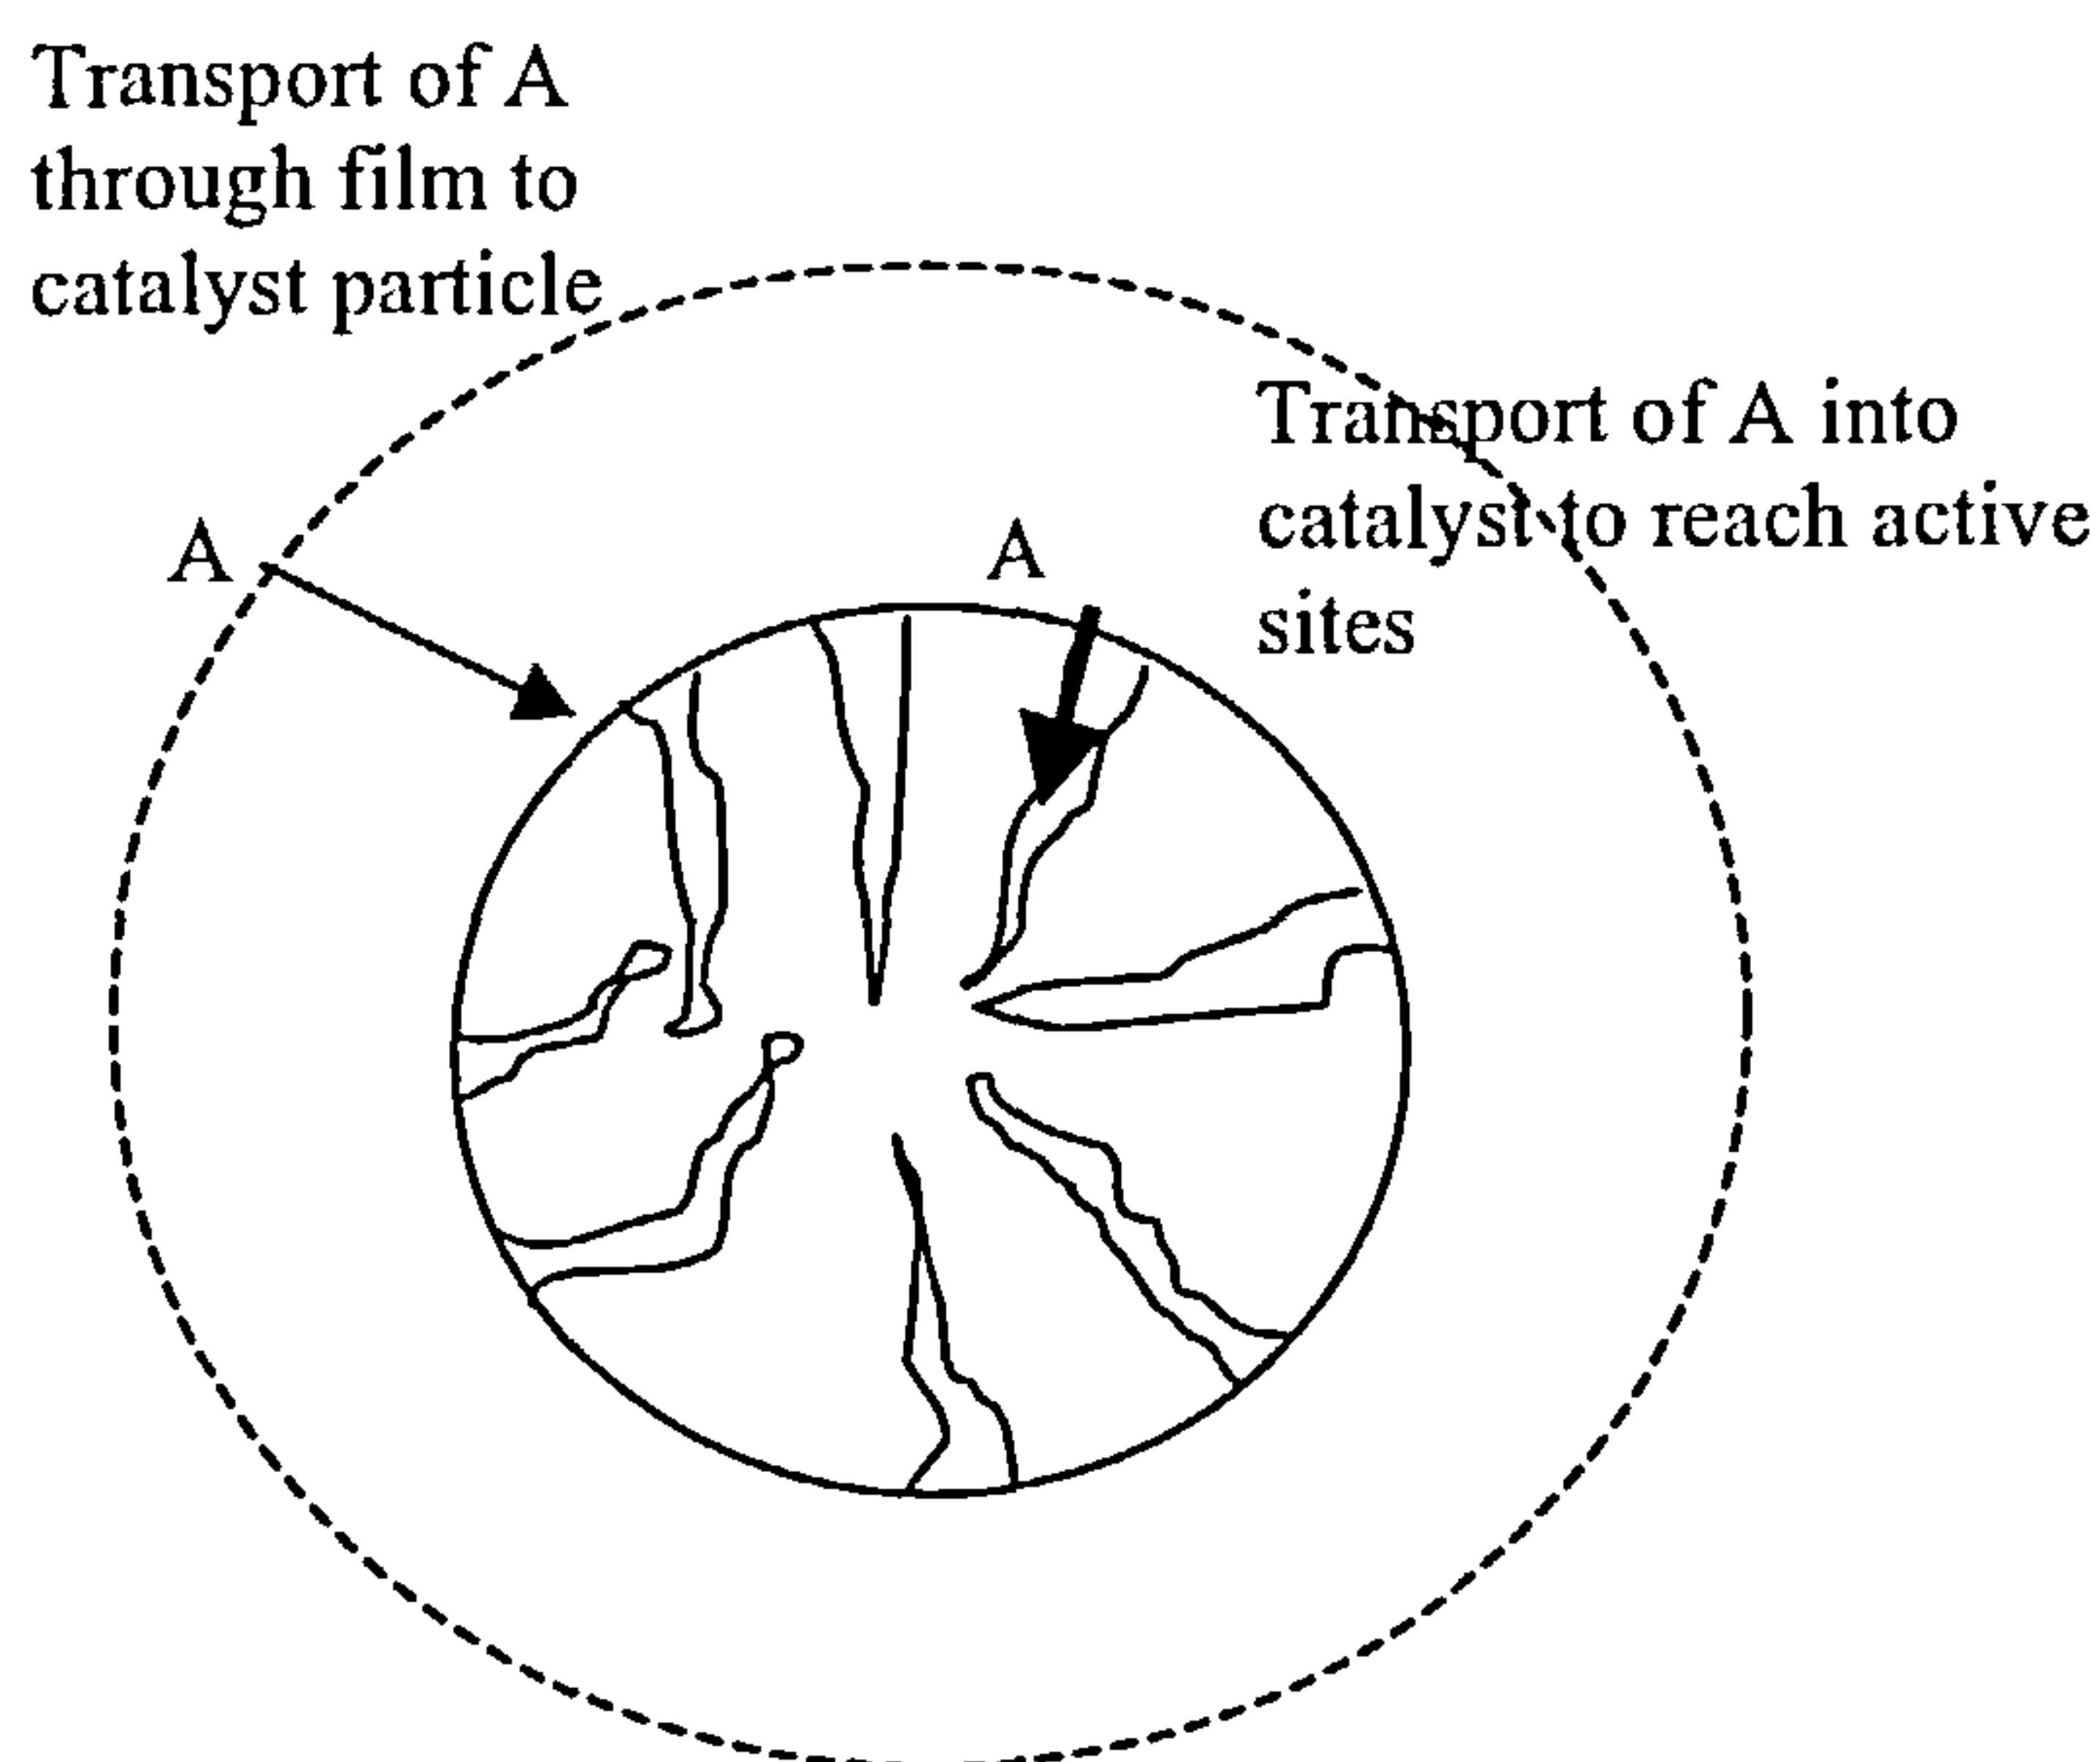 Transport of A
through film to
catalyst particle
Transport of A into
catalyst to reach active
sites
A
A